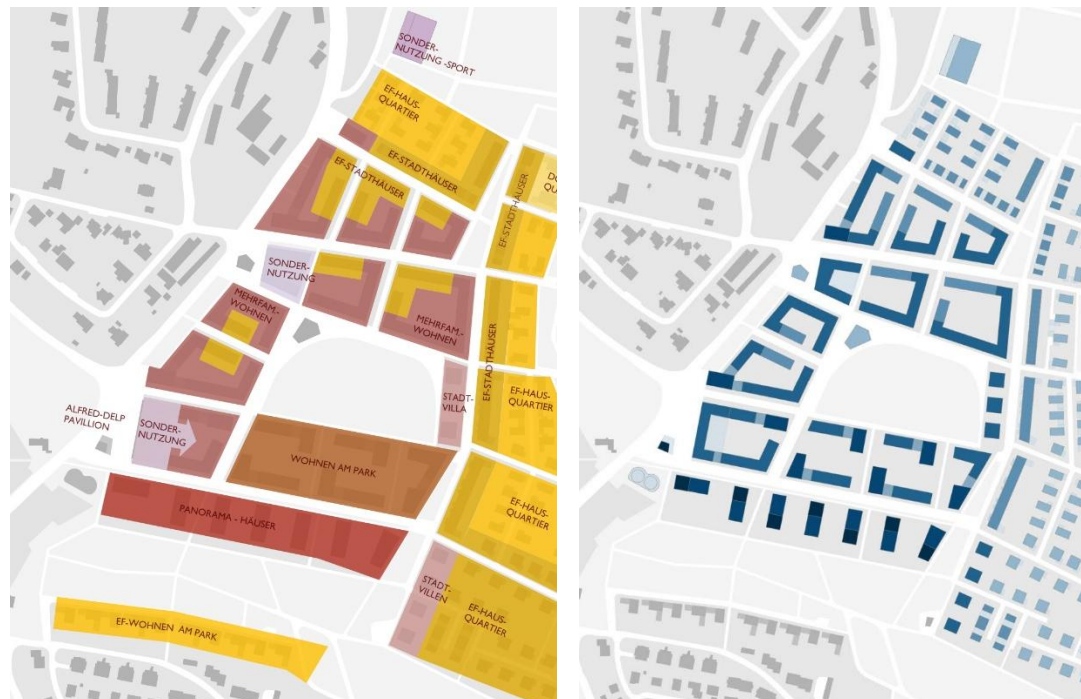 SONDER-
NUTZUNG -SPORT
EF-HAUS-
QUARTIER
EF-STADTHÄUSER
EF-STADTHÄUSER
EF-STADTHÄUSER
SONDER-
NUTZUNG
MEHRFAM.-
WOHNEN
MEHRFAM.-
WOHNEN
EF-STADTHÄUSER
STADT-
VILLA
EF-HAUS-
QUARTIER
ALFRED-DELP
PAVILLION
SONDER-
NUTZUNG
WOHNEN AM PARK
EF-HAUS-
QUARTIER
PANORAMA - HÄUSER
STADT-
VILLEN
EF-HAUS-
QUARTIER
EF-WOHNEN AM PARK